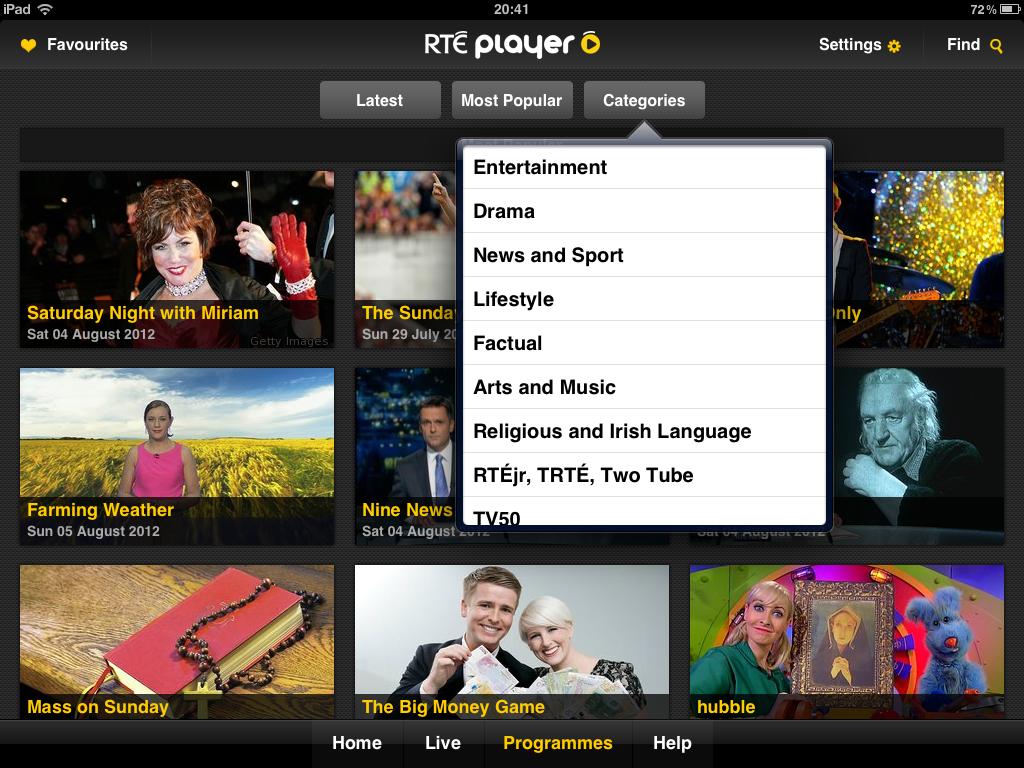 iPad
20:41
72%
Favourites
RTÉ player
Settings
Find
Latest
Most Popular
Categories
Entertainment
Drama
News and Sport
Lifestyle
Factual
Arts and Music
Religious and Irish Language
RTÉjr, TRTÉ, Two Tube
TV50
Saturday Night with Miriam
Sat 04 August 2012
Getty Images
The Sunda
Sun 29 July 20
nly
Farming Weather
Sun 05 August 2012
Nine News
Sat 04 August 2012
Sat 04 August 2012
Mass on Sunday
The Big Money Game
hubble
Home
Live
Programmes
Help